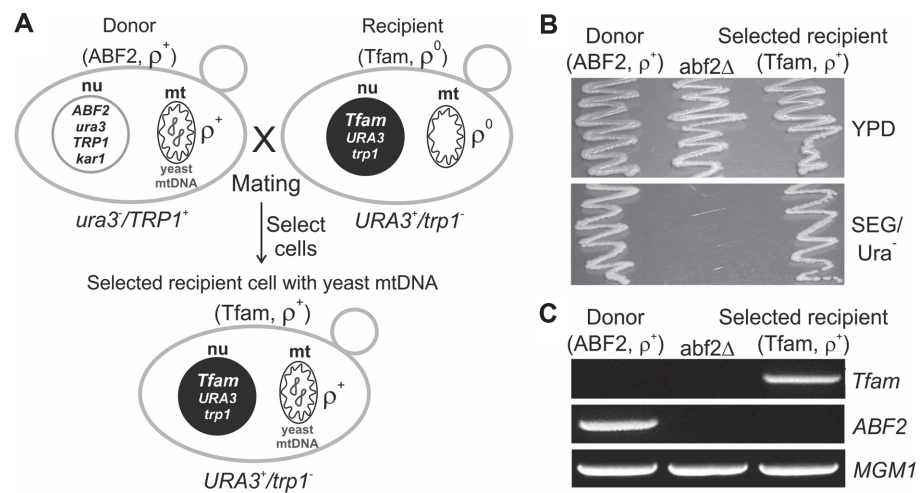 A
Donor
(ABF2, ρ⁺)
nu
ABF2
ura3
TRP1
kar1
mt
ρ⁺
yeast
mtDNA
ura3⁻/TRP1⁺
X
Mating
Recipient
(Tfam, ρ⁰)
nu
Tfam
URA3
trp1
mt
ρ⁰
URA3⁺/trp1⁻
Select
cells
Selected recipient cell with yeast mtDNA
(Tfam, ρ⁺)
nu
Tfam
URA3
trp1
mt
ρ⁺
yeast
mtDNA
URA3⁺/trp1⁻
B
Donor
(ABF2, ρ⁺)
abf2Δ
Selected recipient
(Tfam, ρ⁺)
YPD
SEG/
Ura⁻
C
Donor
(ABF2, ρ⁺)
abf2Δ
Selected recipient
(Tfam, ρ⁺)
Tfam
ABF2
MGM1